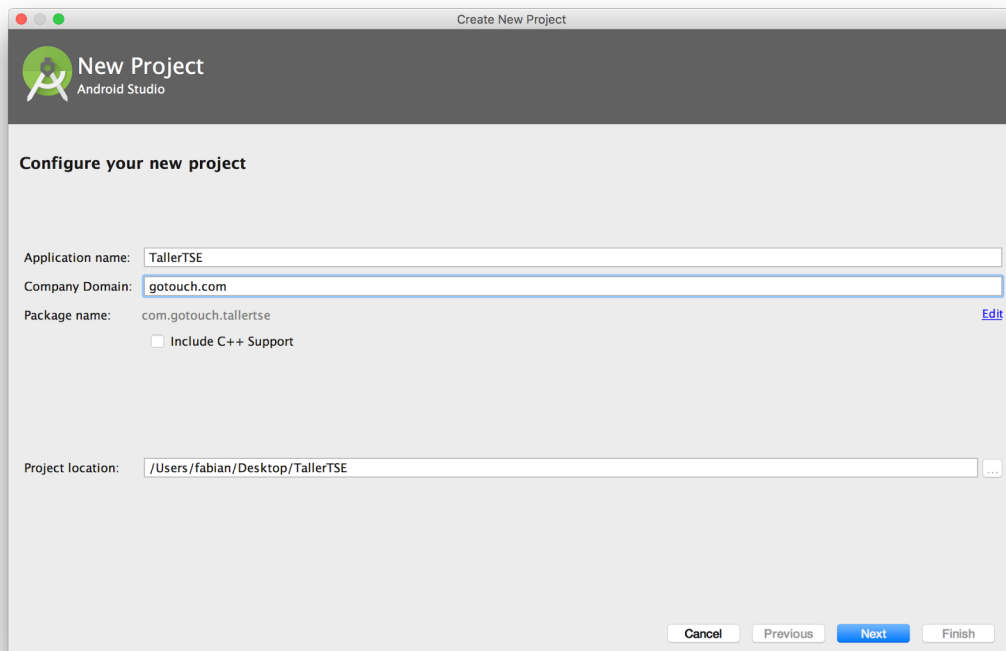 Create New Project
New Project
Android Studio
Configure your new project
Application name: TallerTSE
Company Domain: gotouch.com
Package name: com.gotouch.tallertse Edit
Include C++ Support
Project location: /Users/fabian/Desktop/TallerTSE ...
Cancel Previous Next Finish